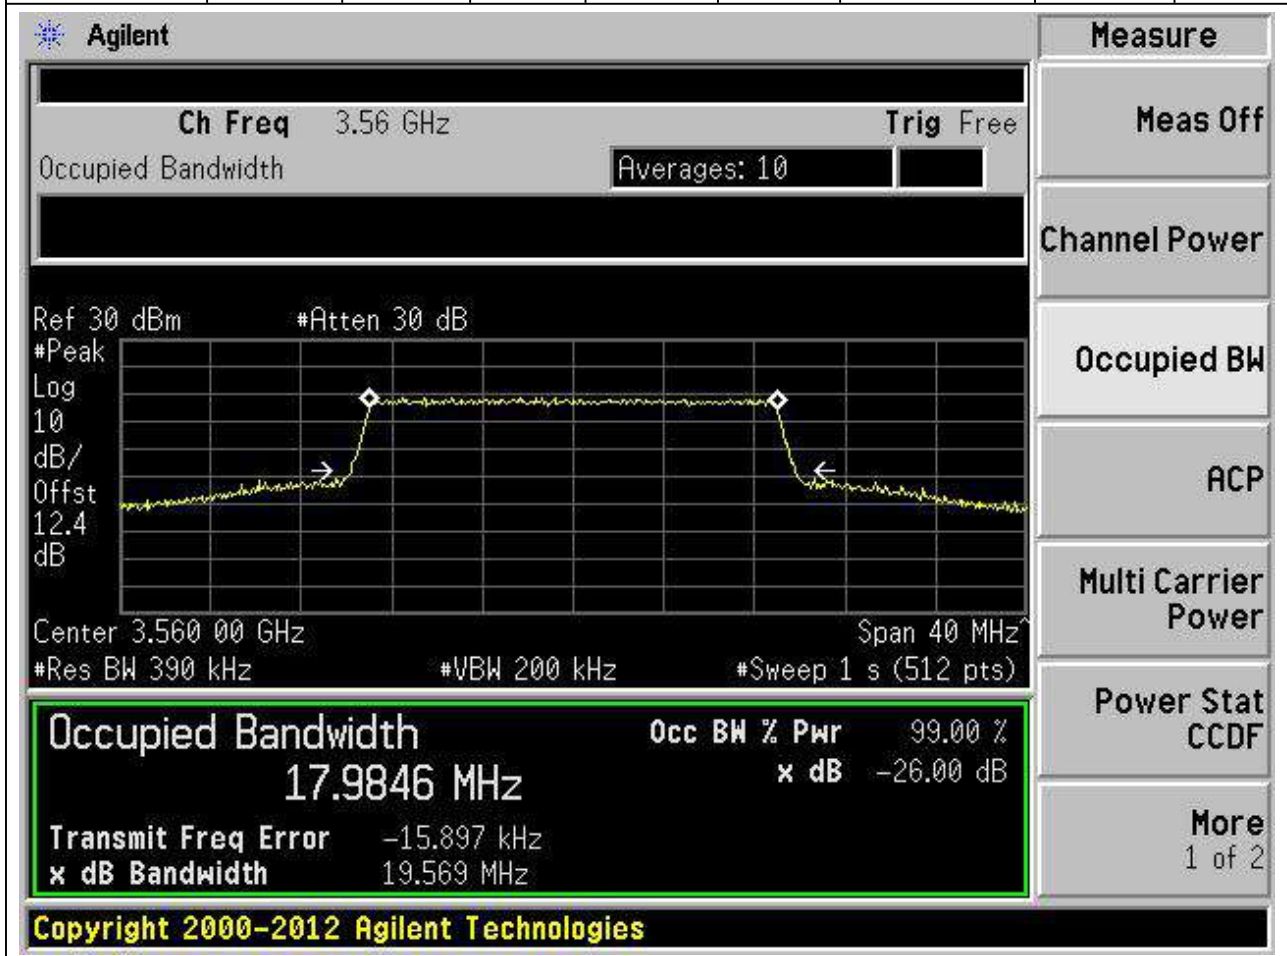 Agilent
Measure
Ch Freq 3.56 GHz Trig Free
Occupied Bandwidth Averages: 10
Meas Off
Channel Power
Occupied BW
ACP
Multi Carrier
Power
Power Stat
CCDF
More
1 of 2
Ref 30 dBm #Atten 30 dB
#Peak
Log
10
dB/
Offst
12.4
dB
Center 3.560 00 GHz Span 40 MHz^
#Res BW 390 kHz #VBW 200 kHz #Sweep 1 s (512 pts)
Occupied Bandwidth Occ BW % Pwr 99.00 %
17.9846 MHz x dB -26.00 dB
Transmit Freq Error -15.897 kHz
x dB Bandwidth 19.569 MHz
Copyright 2000-2012 Agilent Technologies